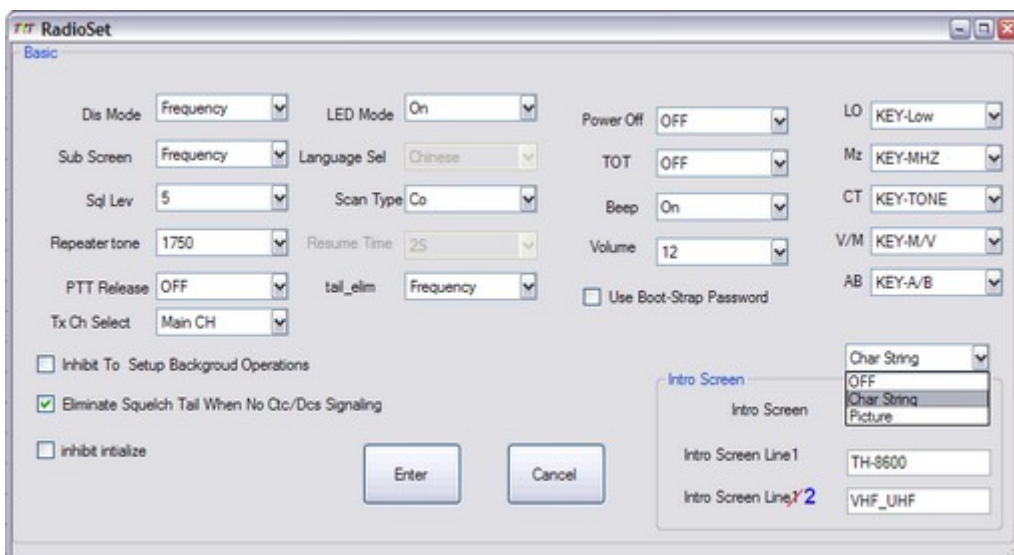 TYT RadioSet
Basic
Dis Mode Frequency LED Mode On Power Off OFF LO KEY-Low
Sub Screen Frequency Language Sel Chinese TOT OFF Mz KEY-MHZ
Sql Lev 5 Scan Type Co Beep On CT KEY-TONE
Repeater tone 1750 Resume Time 2S Volume 12 V/M KEY-M/V
PTT Release OFF tail_elim Frequency Use Boot-Strap Password AB KEY-A/B
Tx Ch Select Main CH
Inhibit To Setup Backgroud Operations Char String
Intro Screen OFF
Eliminate Squelch Tail When No Ctc/Dcs Signaling Intro Screen Char String
Picture
inhibit intialize Enter Cancel Intro Screen Line1 TH-8600
Intro Screen Line1 2 VHF_UHF